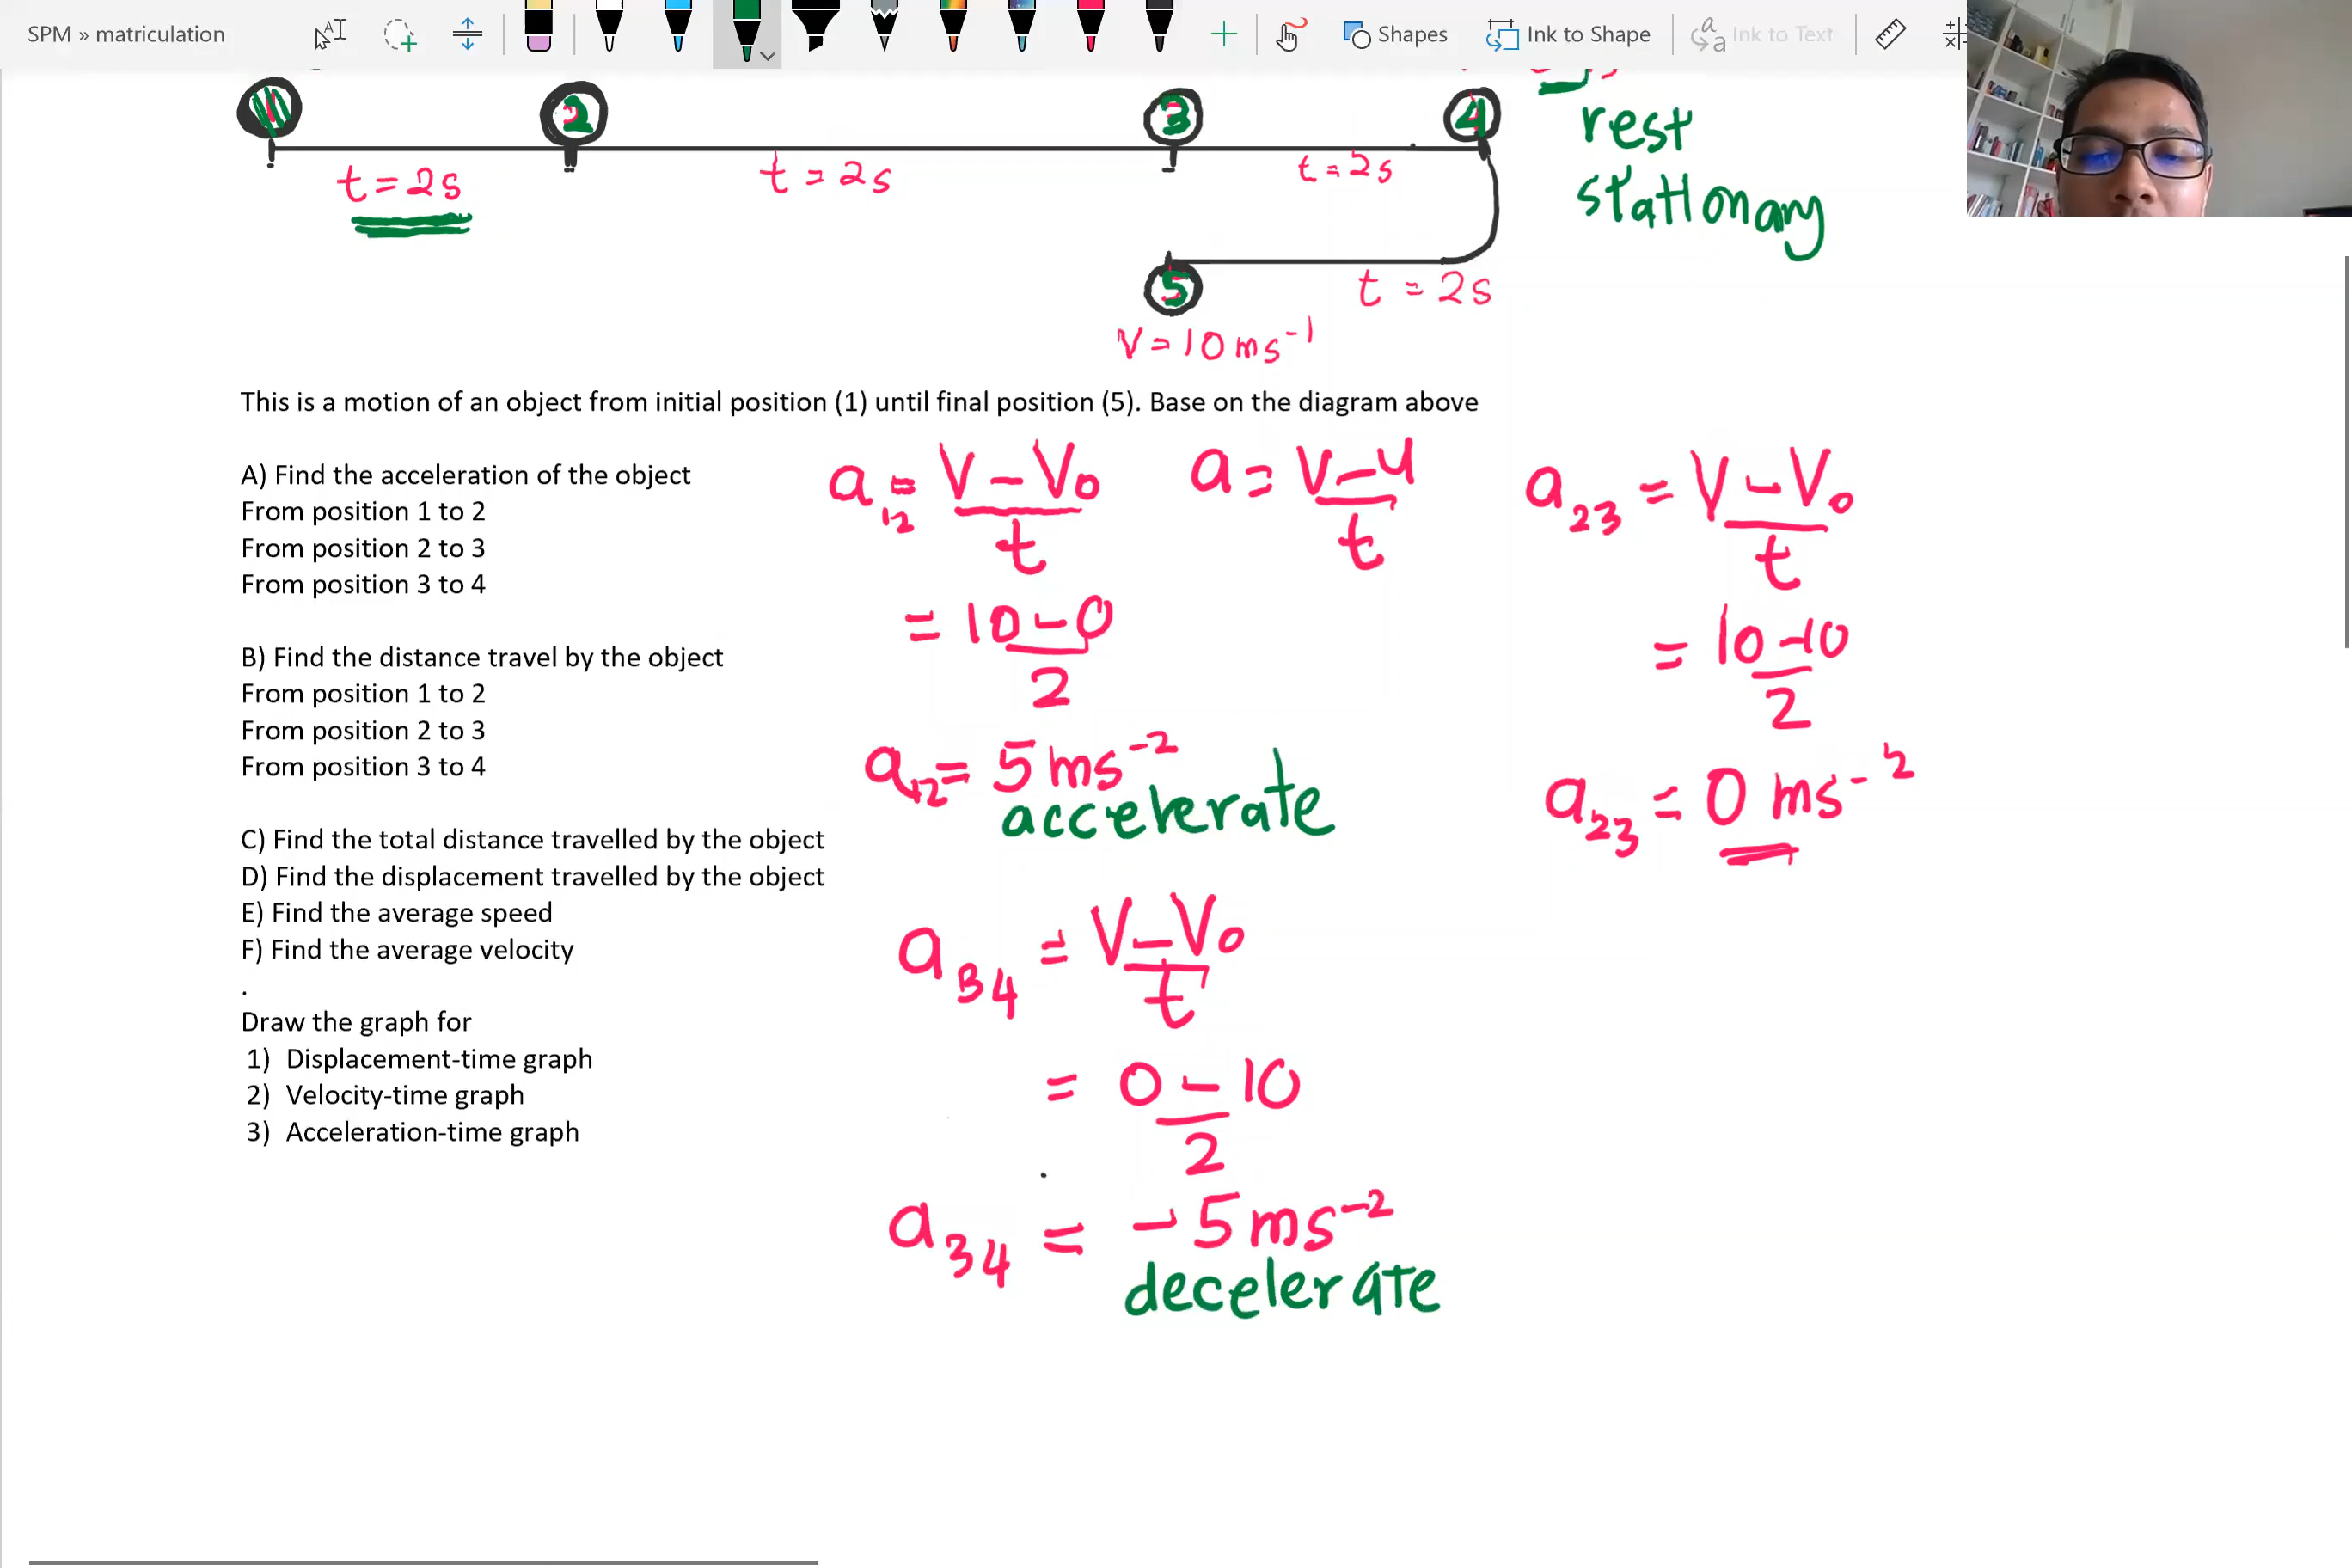 SPM » matriculation
Shapes
Ink to Shape
Ink to Text
1 2 3 4
rest
stationary
t = 2s
t = 2s
t = 2s
5
t = 2s
V = 10 ms⁻¹
This is a motion of an object from initial position (1) until final position (5). Base on the diagram above
A) Find the acceleration of the object
From position 1 to 2
From position 2 to 3
From position 3 to 4
B) Find the distance travel by the object
From position 1 to 2
From position 2 to 3
From position 3 to 4
C) Find the total distance travelled by the object
D) Find the displacement travelled by the object
E) Find the average speed
F) Find the average velocity
.
Draw the graph for
1) Displacement-time graph
2) Velocity-time graph
3) Acceleration-time graph
a₁₂ = V – V₀
t
= 10 – 0
2
a₁₂ = 5 ms⁻²
accelerate
a = V – u
t
a₂₃ = V – V₀
t
= 10 – 10
2
a₂₃ = 0 ms⁻²
a₃₄ = V – V₀
t
= 0 – 10
2
a₃₄ = – 5 ms⁻²
decelerate